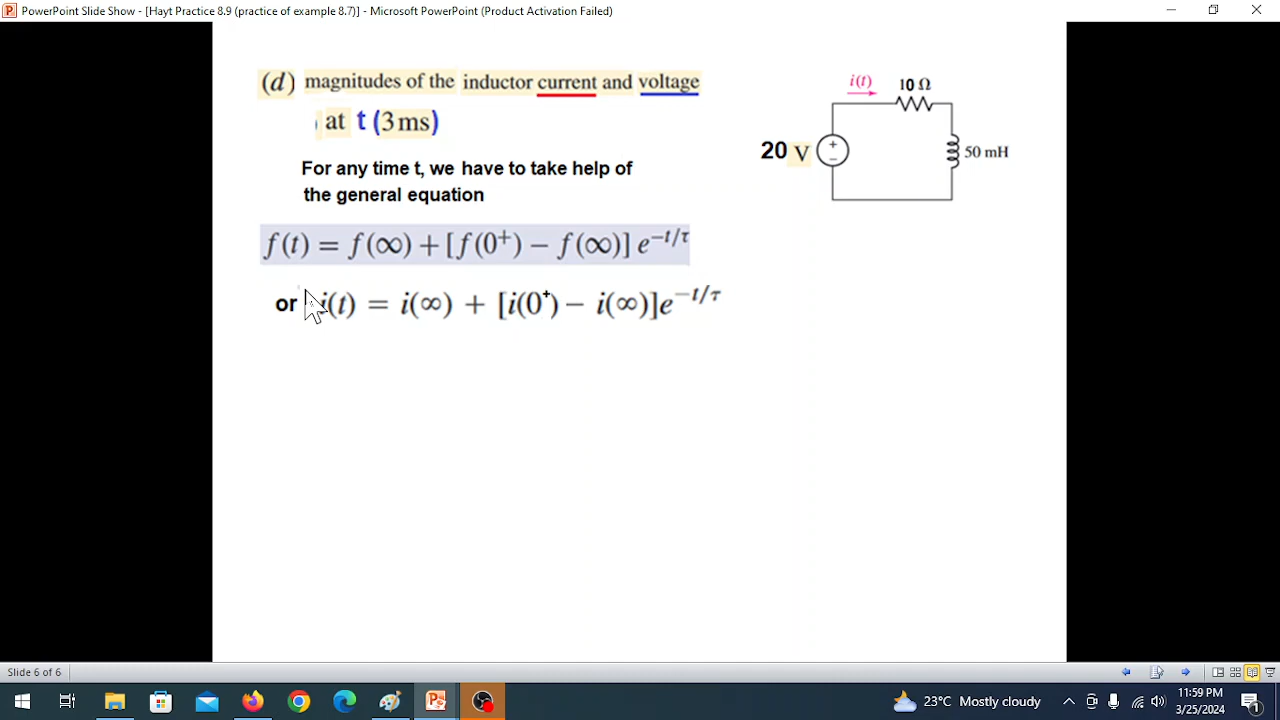 PowerPoint Slide Show - [Hayt Practice 8.9 (practice of example 8.7)] - Microsoft PowerPoint (Product Activation Failed)
(d) magnitudes of the inductor current and voltage
at t (3 ms)
For any time t, we have to take help of
the general equation
f(t) = f(∞) + [f(0⁺) − f(∞)] e^{−t/τ}
or i(t) = i(∞) + [i(0⁺) − i(∞)]e^{−t/τ}
i(t)
10 Ω
20 V
+
−
50 mH
Slide 6 of 6
23°C Mostly cloudy
11:59 PM
3/25/2024
1